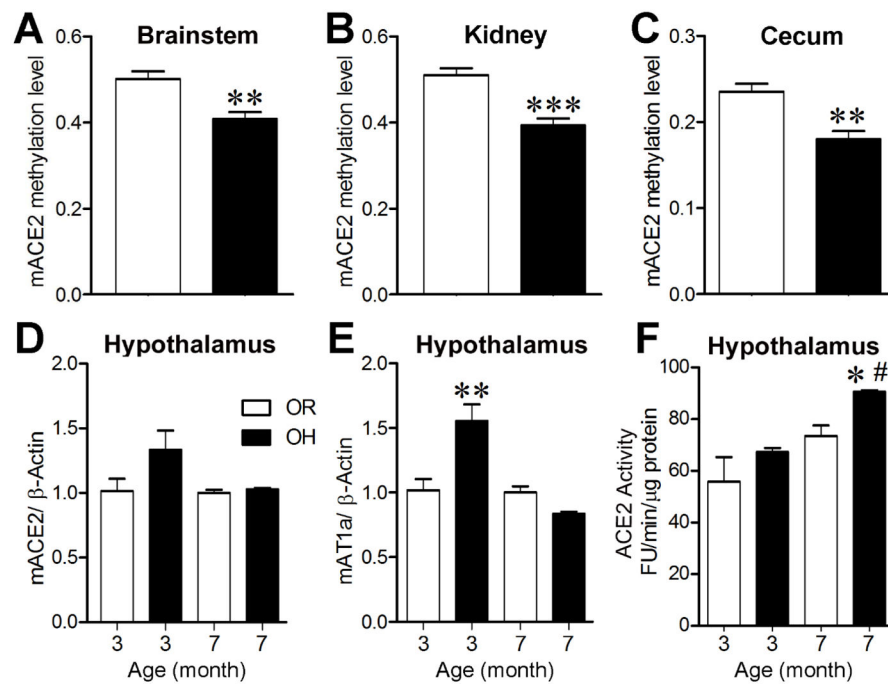 A Brainstem
mACE2 methylation level
0.6
0.4
0.2
0.0
**
B Kidney
mACE2 methylation level
0.6
0.4
0.2
0.0
***
C Cecum
mACE2 methylation level
0.3
0.2
0.1
0.0
**
D Hypothalamus
mACE2/ β-Actin
2.0
1.5
1.0
0.5
0.0
OR
OH
3 3 7 7
Age (month)
E Hypothalamus
mAT1a/ β-Actin
2.0
1.5
1.0
0.5
0.0
**
3 3 7 7
Age (month)
F Hypothalamus
ACE2 Activity
FU/min/µg protein
100
80
60
40
20
0
* #
3 3 7 7
Age (month)